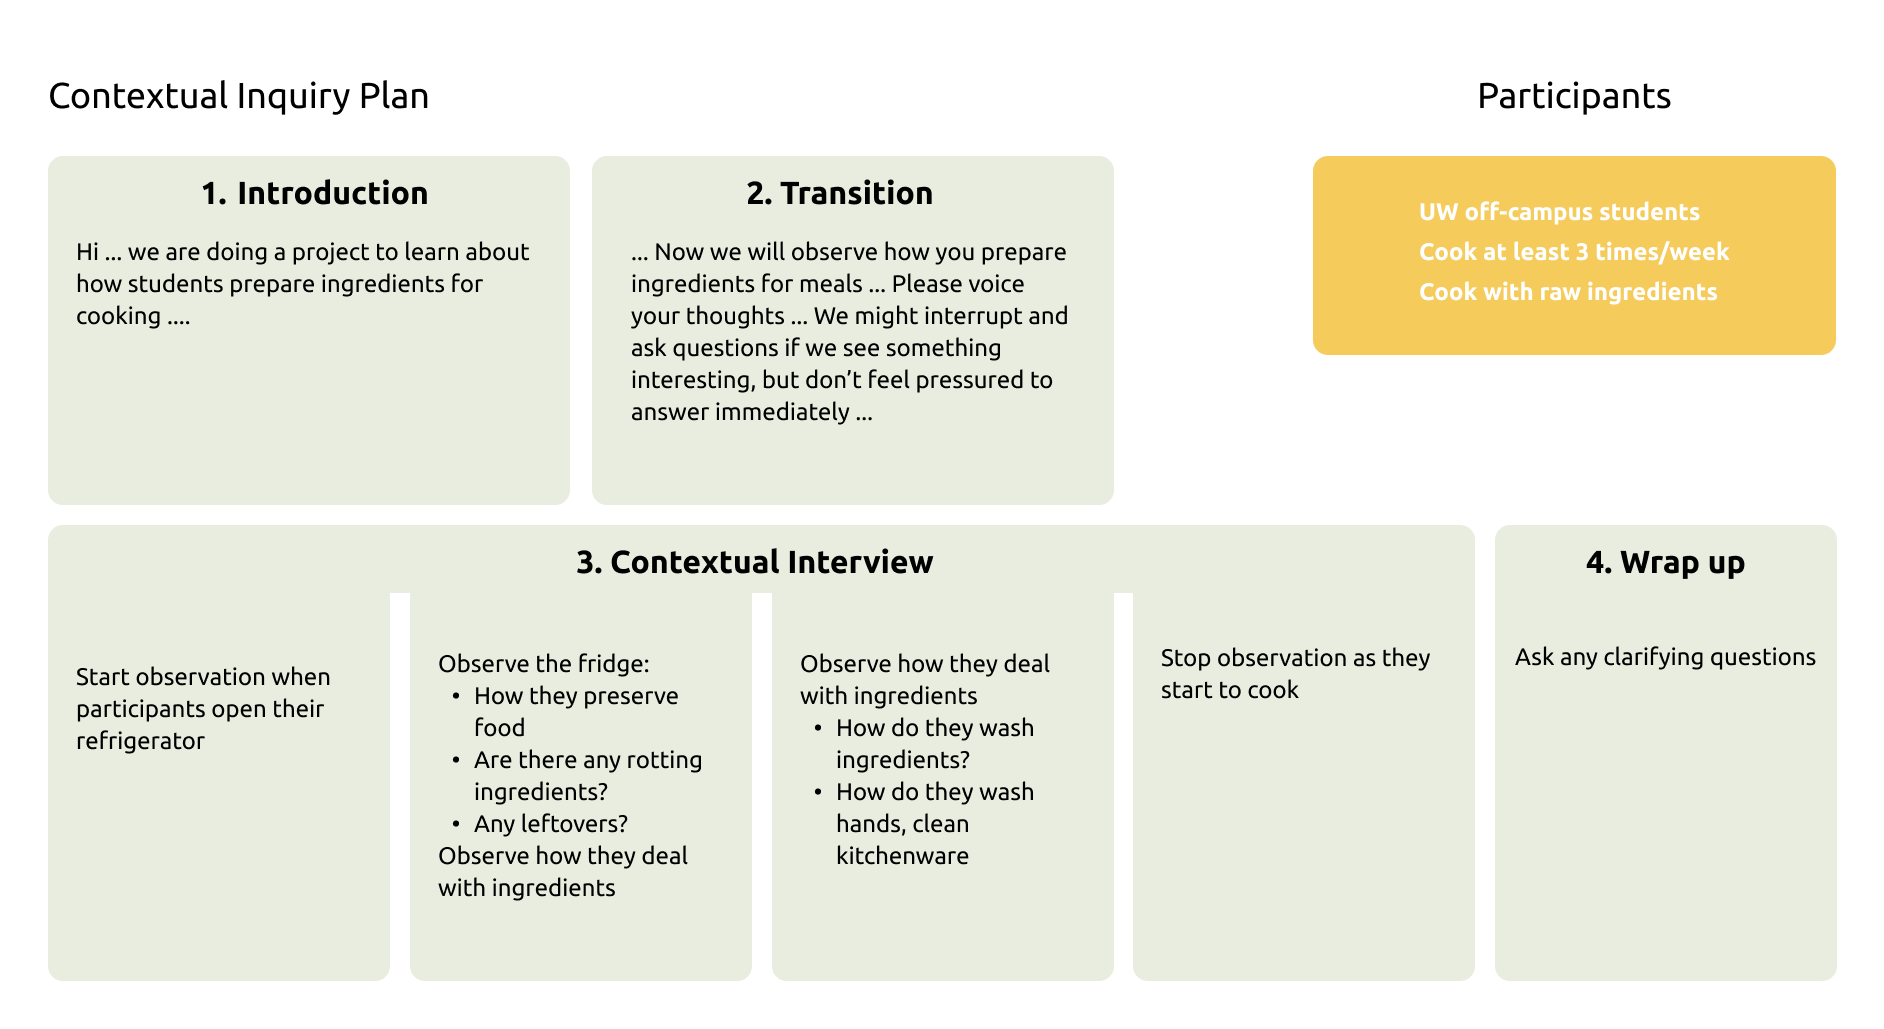 Contextual Inquiry Plan
Participants
1. Introduction
Hi ... we are doing a project to learn about
how students prepare ingredients for
cooking ....
2. Transition
... Now we will observe how you prepare
ingredients for meals ... Please voice
your thoughts ... We might interrupt and
ask questions if we see something
interesting, but don’t feel pressured to
answer immediately ...
UW off-campus students
Cook at least 3 times/week
Cook with raw ingredients
3. Contextual Interview
Start observation when
participants open their
refrigerator
Observe the fridge:
• How they preserve
food
• Are there any rotting
ingredients?
• Any leftovers?
Observe how they deal
with ingredients
Observe how they deal
with ingredients
• How do they wash
ingredients?
• How do they wash
hands, clean
kitchenware
Stop observation as they
start to cook
4. Wrap up
Ask any clarifying questions